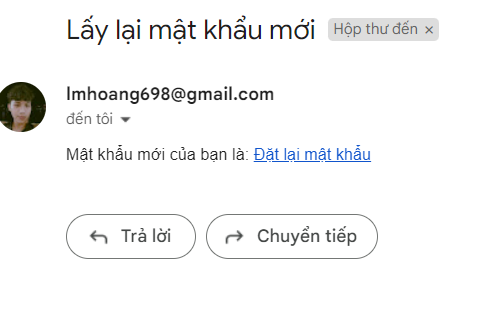 Lấy lại mật khẩu mới Hộp thư đến ×
lmhoang698@gmail.com
đến tôi
Mật khẩu mới của bạn là: Đặt lại mật khẩu
Trả lời Chuyển tiếp